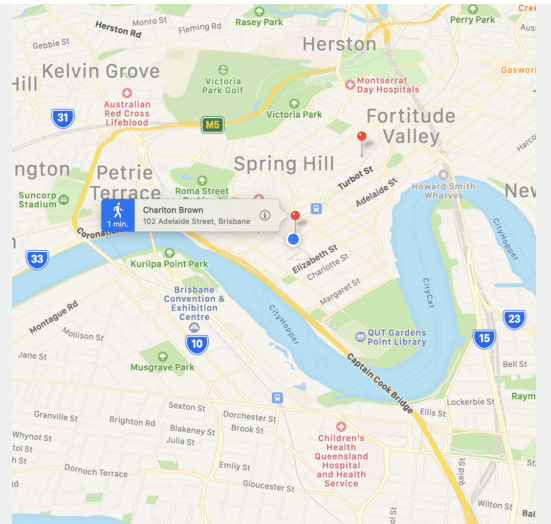 Herston Rd
Monro St
Fleming Rd
Rasey Park
Perry Park
Gebbie St
Herston
Kelvin Grove
Victoria
Park Golf
Montserrat
Day Hospitals
31
Australian
Red Cross
Lifeblood
M5
Victoria Park
Fortitude
Valley
Petrie
Terrace
Spring Hill
Turbot St
Adelaide St
Howard Smith
Wharves
Suncorp
Stadium
Roma Street
1 min.
Charlton Brown
102 Adelaide Street, Brisbane
33
Kurilpa Point Park
Elizabeth St
Charlotte St
Margaret St
CityHopper
CityCat
CityHopper
Brisbane
Convention &
Exhibition
Centre
Montague Rd
Mollison St
10
QUT Gardens
Point Library
23
15
Jane St
Musgrave Park
Captain Cook Bridge
Bell St
Lockerbie St
Ellis St
Sexton St
Dorchester St
Granville St
Brighton Rd
Blakeney St
Brook St
Julia St
Whynot St
Children's
Health
Queensland
Hospital
and Health
Service
Emily St
Dornoch Terrace
Gloucester St
Reid St
Wilton St